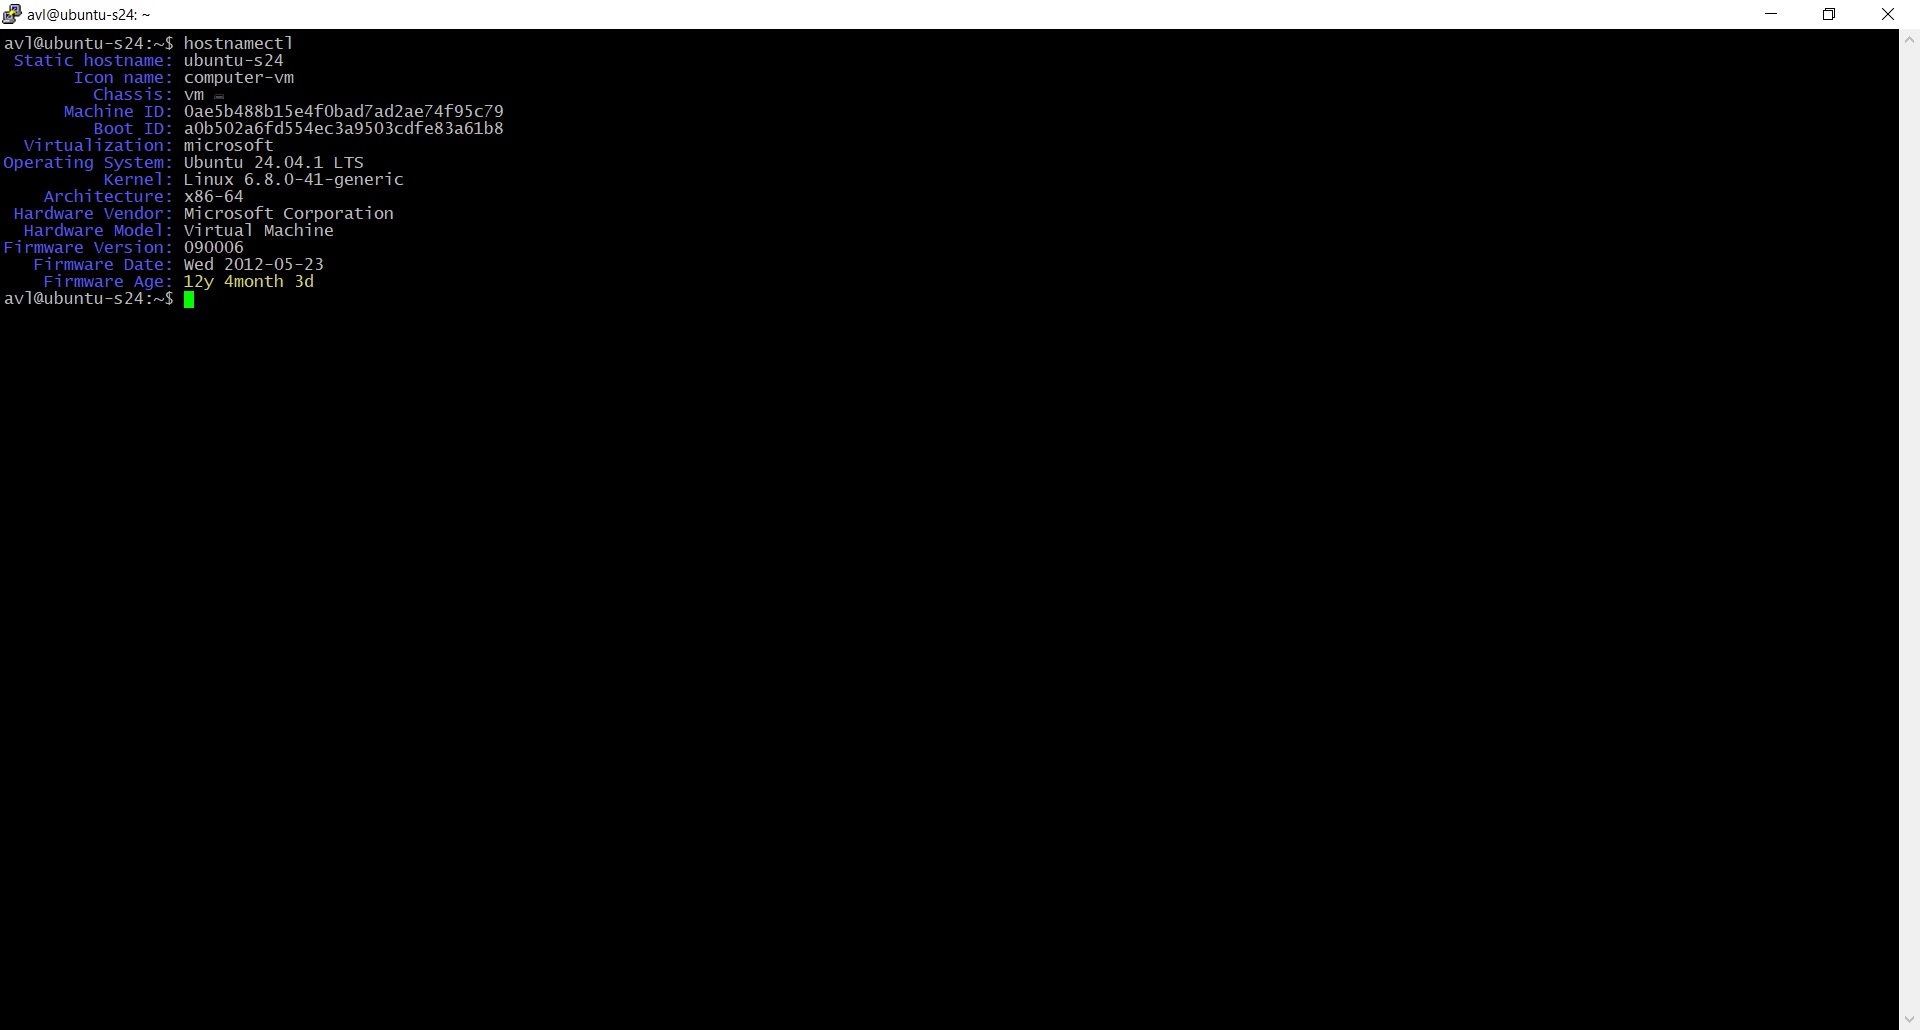 avl@ubuntu-s24: ~
avl@ubuntu-s24:~$ hostnamectl
Static hostname: ubuntu-s24
Icon name: computer-vm
Chassis: vm
Machine ID: 0ae5b488b15e4f0bad7ad2ae74f95c79
Boot ID: a0b502a6fd554ec3a9503cdfe83a61b8
Virtualization: microsoft
Operating System: Ubuntu 24.04.1 LTS
Kernel: Linux 6.8.0-41-generic
Architecture: x86-64
Hardware Vendor: Microsoft Corporation
Hardware Model: Virtual Machine
Firmware Version: 090006
Firmware Date: Wed 2012-05-23
Firmware Age: 12y 4month 3d
avl@ubuntu-s24:~$